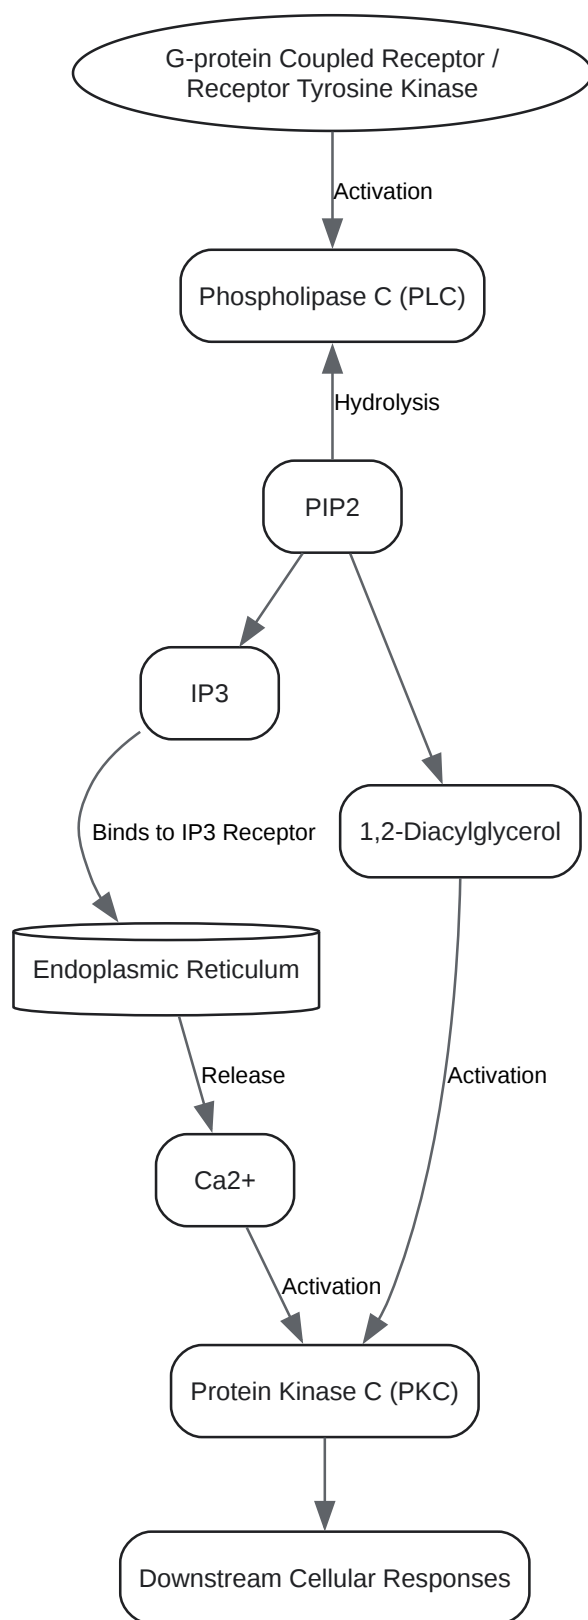 G-protein Coupled Receptor /
Receptor Tyrosine Kinase
Activation
Phospholipase C (PLC)
Hydrolysis
PIP2
IP3
Binds to IP3 Receptor
1,2-Diacylglycerol
Endoplasmic Reticulum
Release
Activation
Ca2+
Activation
Protein Kinase C (PKC)
Downstream Cellular Responses